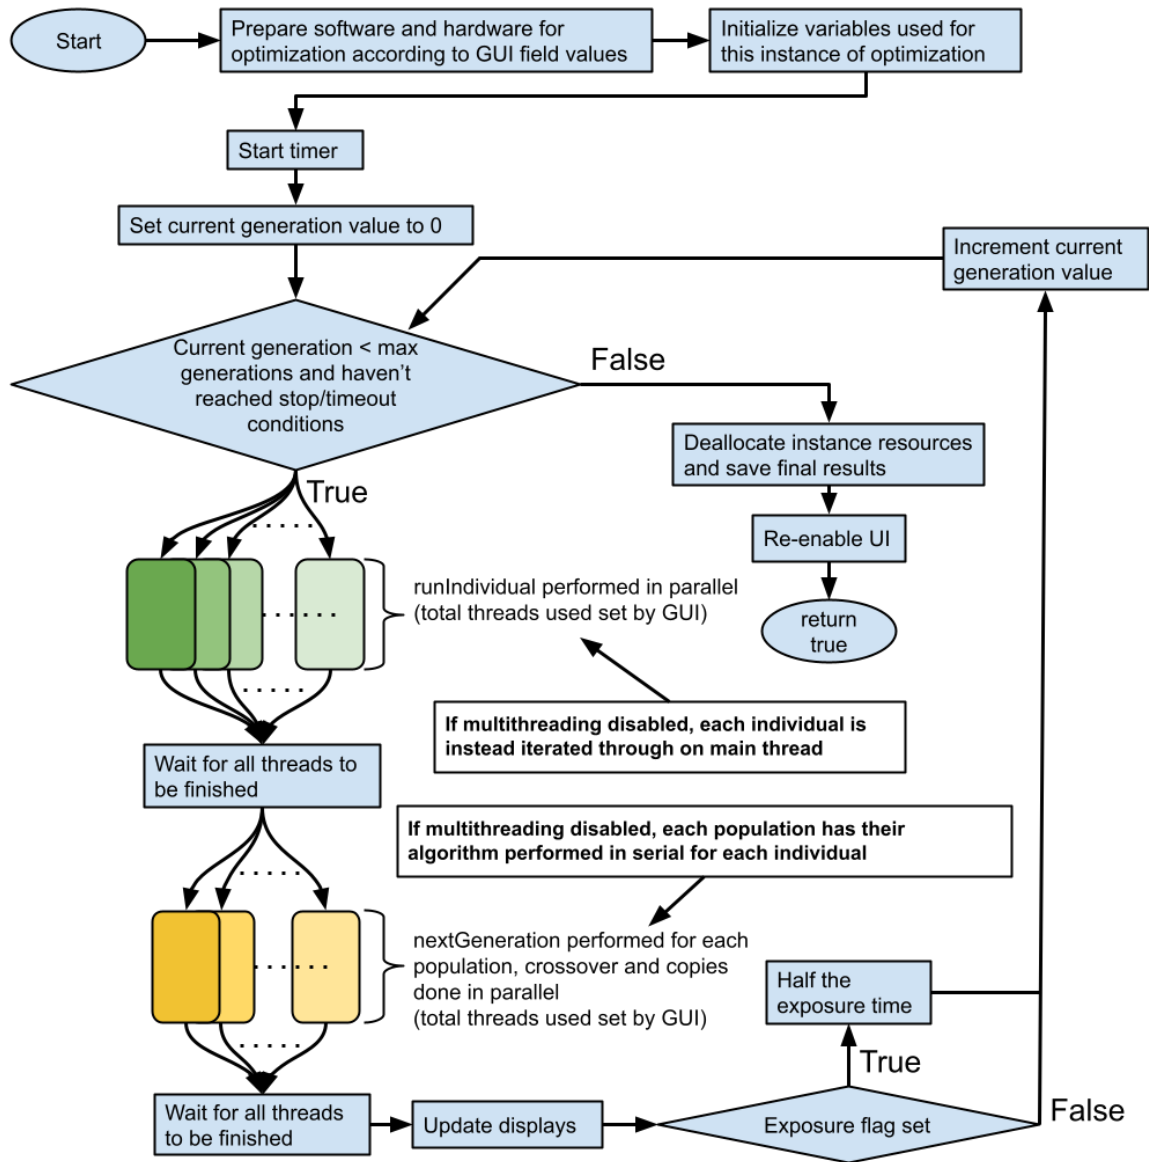 Start
Prepare software and hardware for
optimization according to GUI field values
Initialize variables used for
this instance of optimization
Start timer
Set current generation value to 0
Increment current
generation value
Current generation < max
generations and haven't
reached stop/timeout
conditions
False
True
Deallocate instance resources
and save final results
Re-enable UI
return
true
runIndividual performed in parallel
(total threads used set by GUI)
If multithreading disabled, each individual is
instead iterated through on main thread
Wait for all threads to
be finished
If multithreading disabled, each population has their
algorithm performed in serial for each individual
nextGeneration performed for each
population, crossover and copies
done in parallel
(total threads used set by GUI)
Half the
exposure time
True
Wait for all threads
to be finished
Update displays
Exposure flag set
False